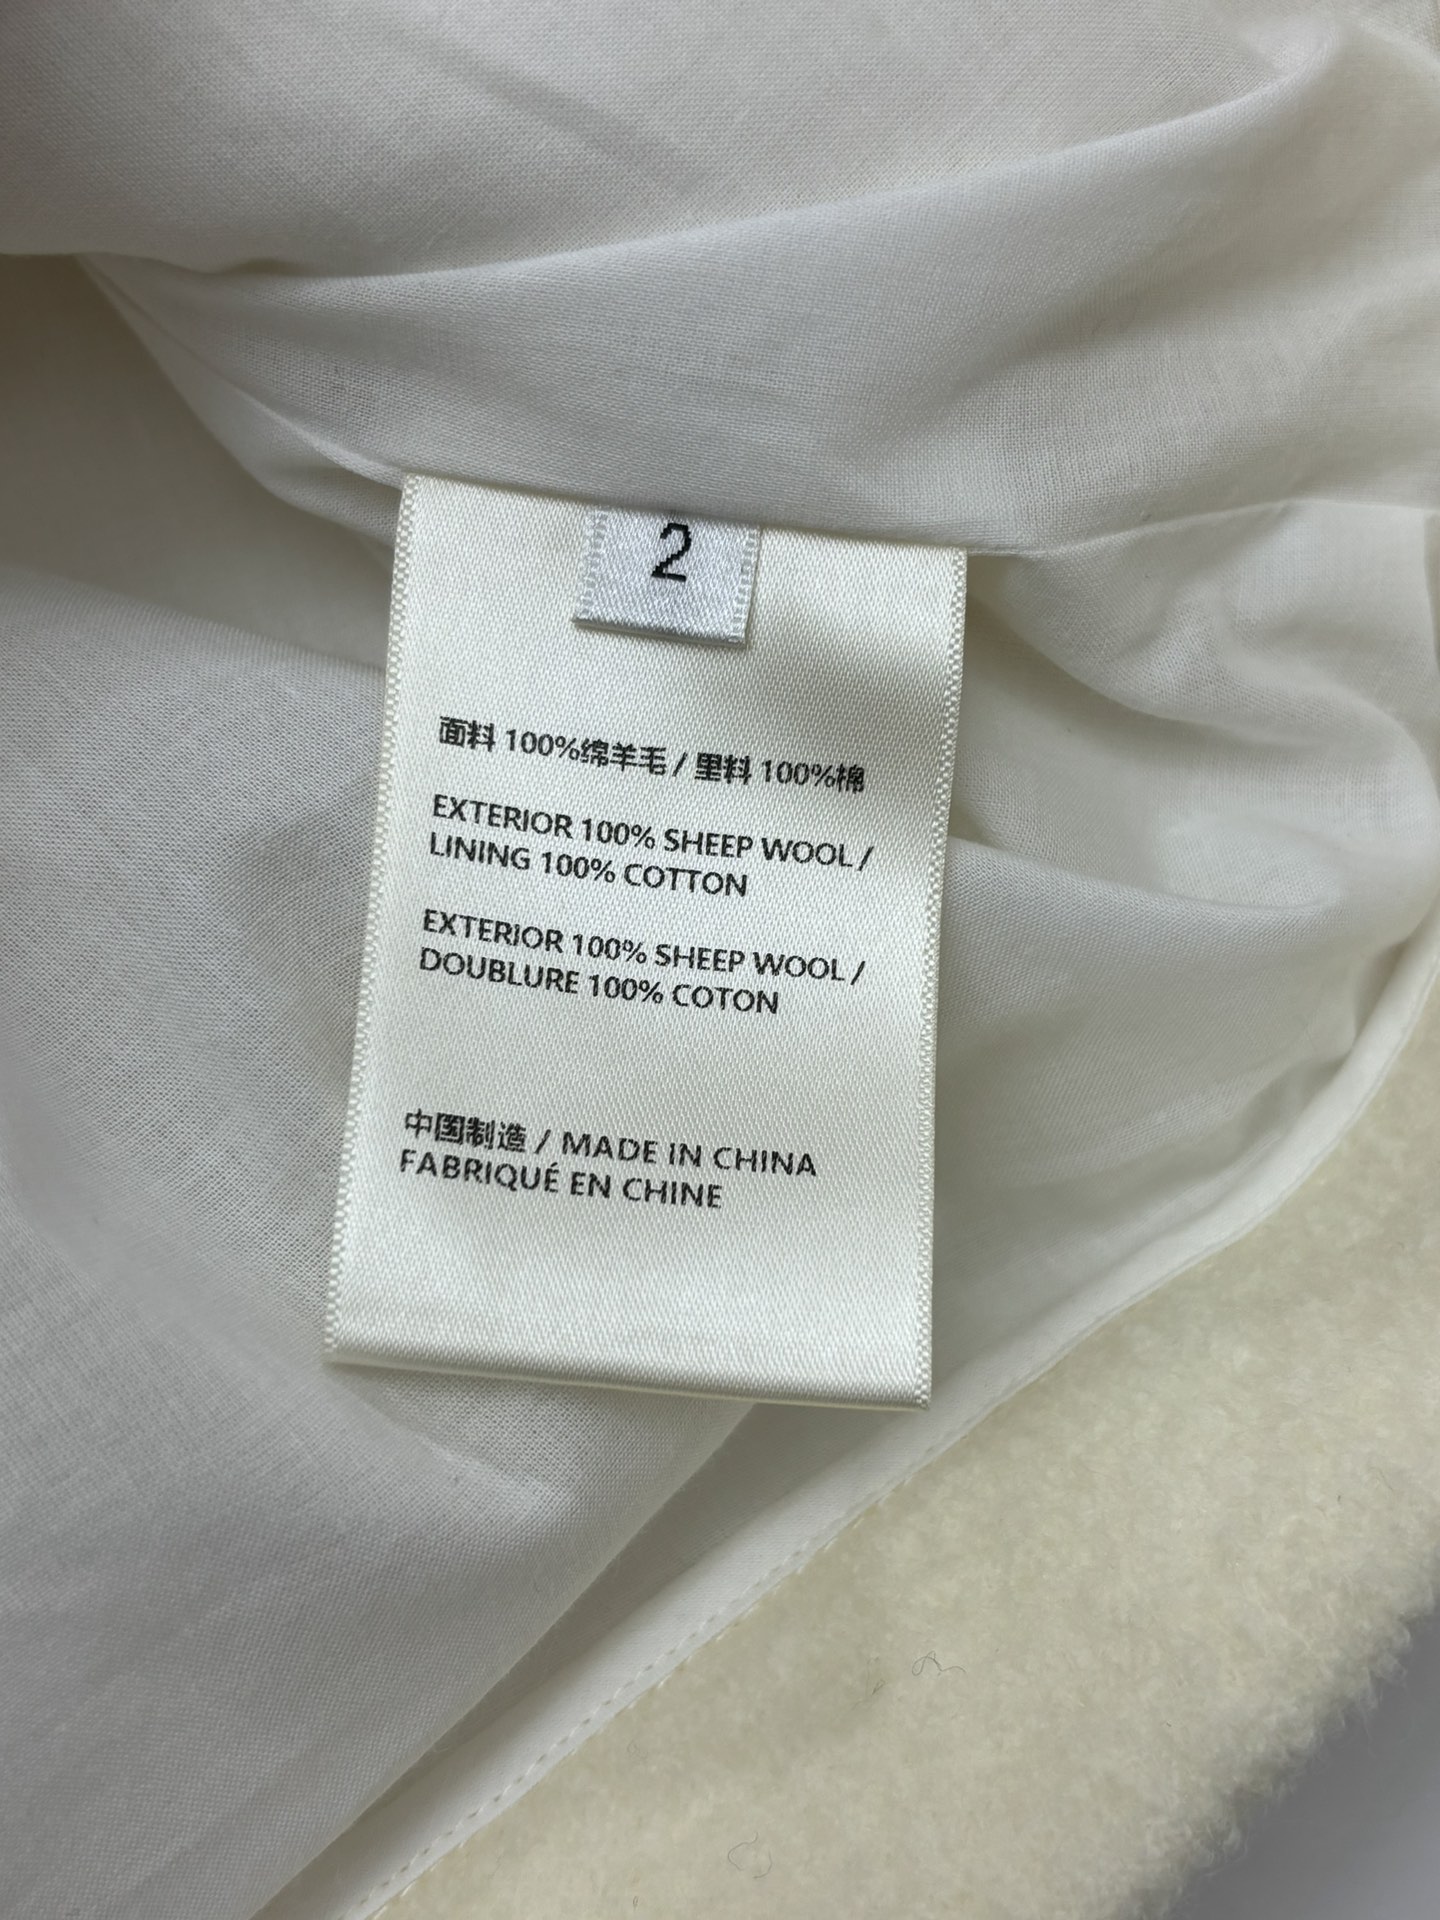 2
面料 100%绵羊毛 / 里料 100%棉
EXTERIOR 100% SHEEP WOOL /
LINING 100% COTTON
EXTERIOR 100% SHEEP WOOL /
DOUBLURE 100% COTON
中国制造 / MADE IN CHINA
FABRIQUÉ EN CHINE